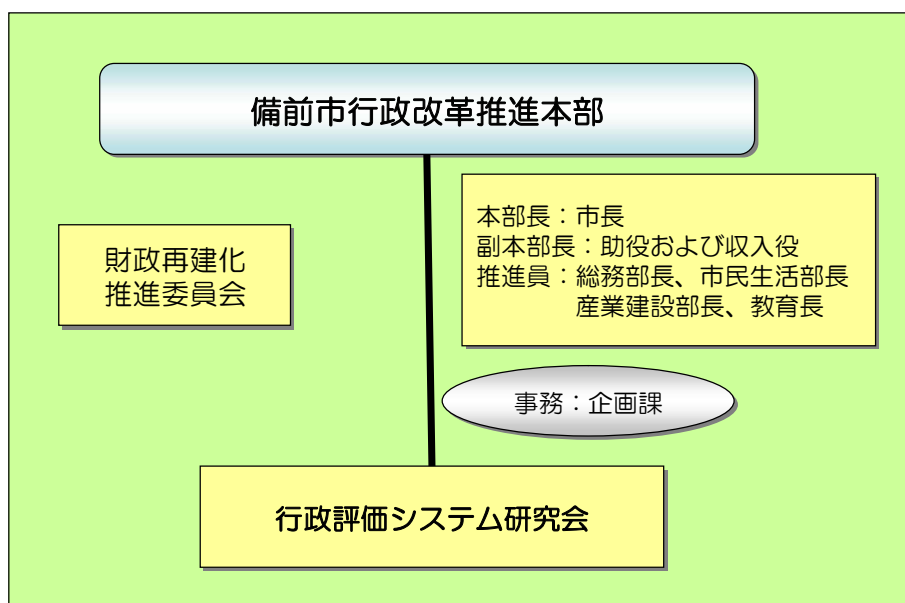 備前市行政改革推進本部
財政再建化
推進委員会
本部長：市長
副本部長：助役および収入役
推進員：総務部長、市民生活部長
産業建設部長、教育長
事務：企画課
行政評価システム研究会